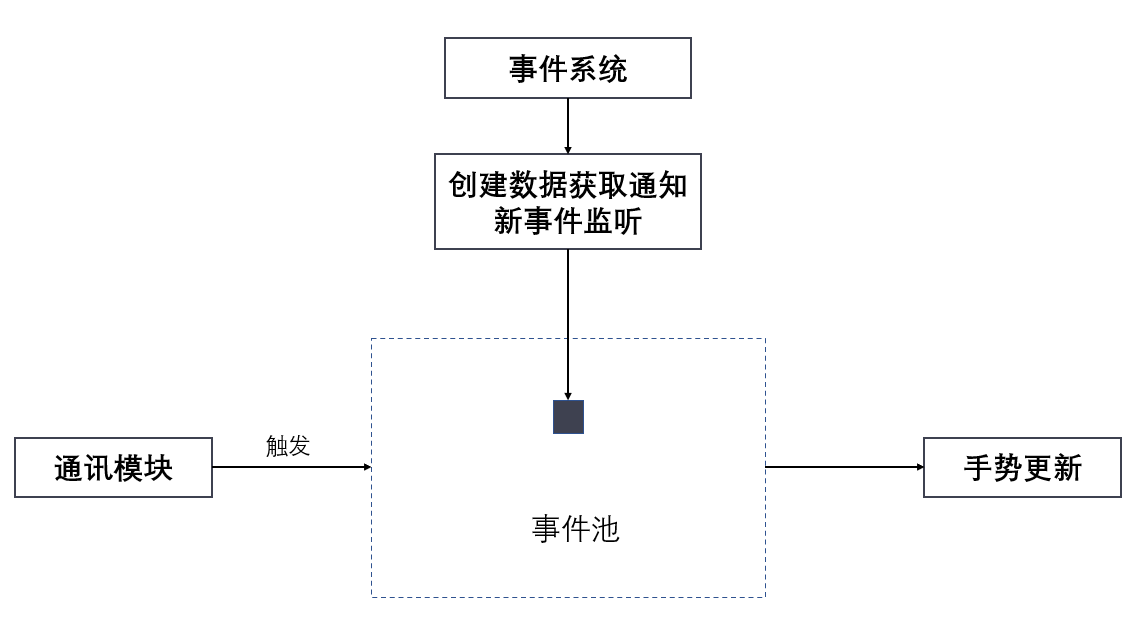 事件系统
创建数据获取通知
新事件监听
触发
通讯模块
手势更新
事件池